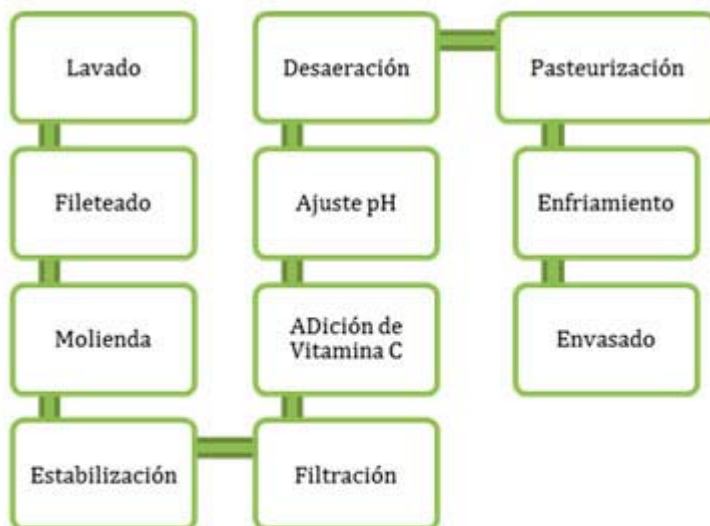 Lavado
Fileteado
Molienda
Estabilización
Filtración
ADición de
Vitamina C
Ajuste pH
Desaeración
Pasteurización
Enfriamiento
Envasado